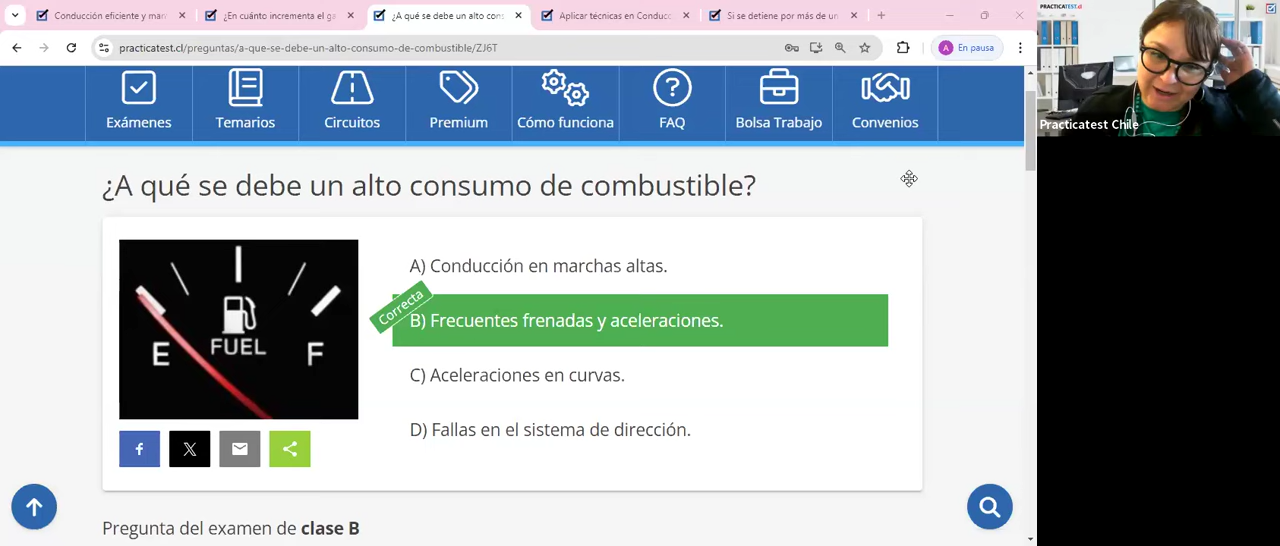 Conducción eficiente y man
¿En cuánto incrementa el ga
¿A qué se debe un alto cons
Aplicar técnicas en Conducc
Si se detiene por más de un
practicatest.cl/preguntas/a-que-se-debe-un-alto-consumo-de-combustible/ZJ6T
A
En pausa
Exámenes
Temarios
Circuitos
Premium
Cómo funciona
FAQ
Bolsa Trabajo
Convenios
¿A qué se debe un alto consumo de combustible?
E
FUEL
F
A) Conducción en marchas altas.
Correcta
B) Frecuentes frenadas y aceleraciones.
C) Aceleraciones en curvas.
D) Fallas en el sistema de dirección.
Pregunta del examen de clase B
PRACTICATEST.cl
Practicatest Chile